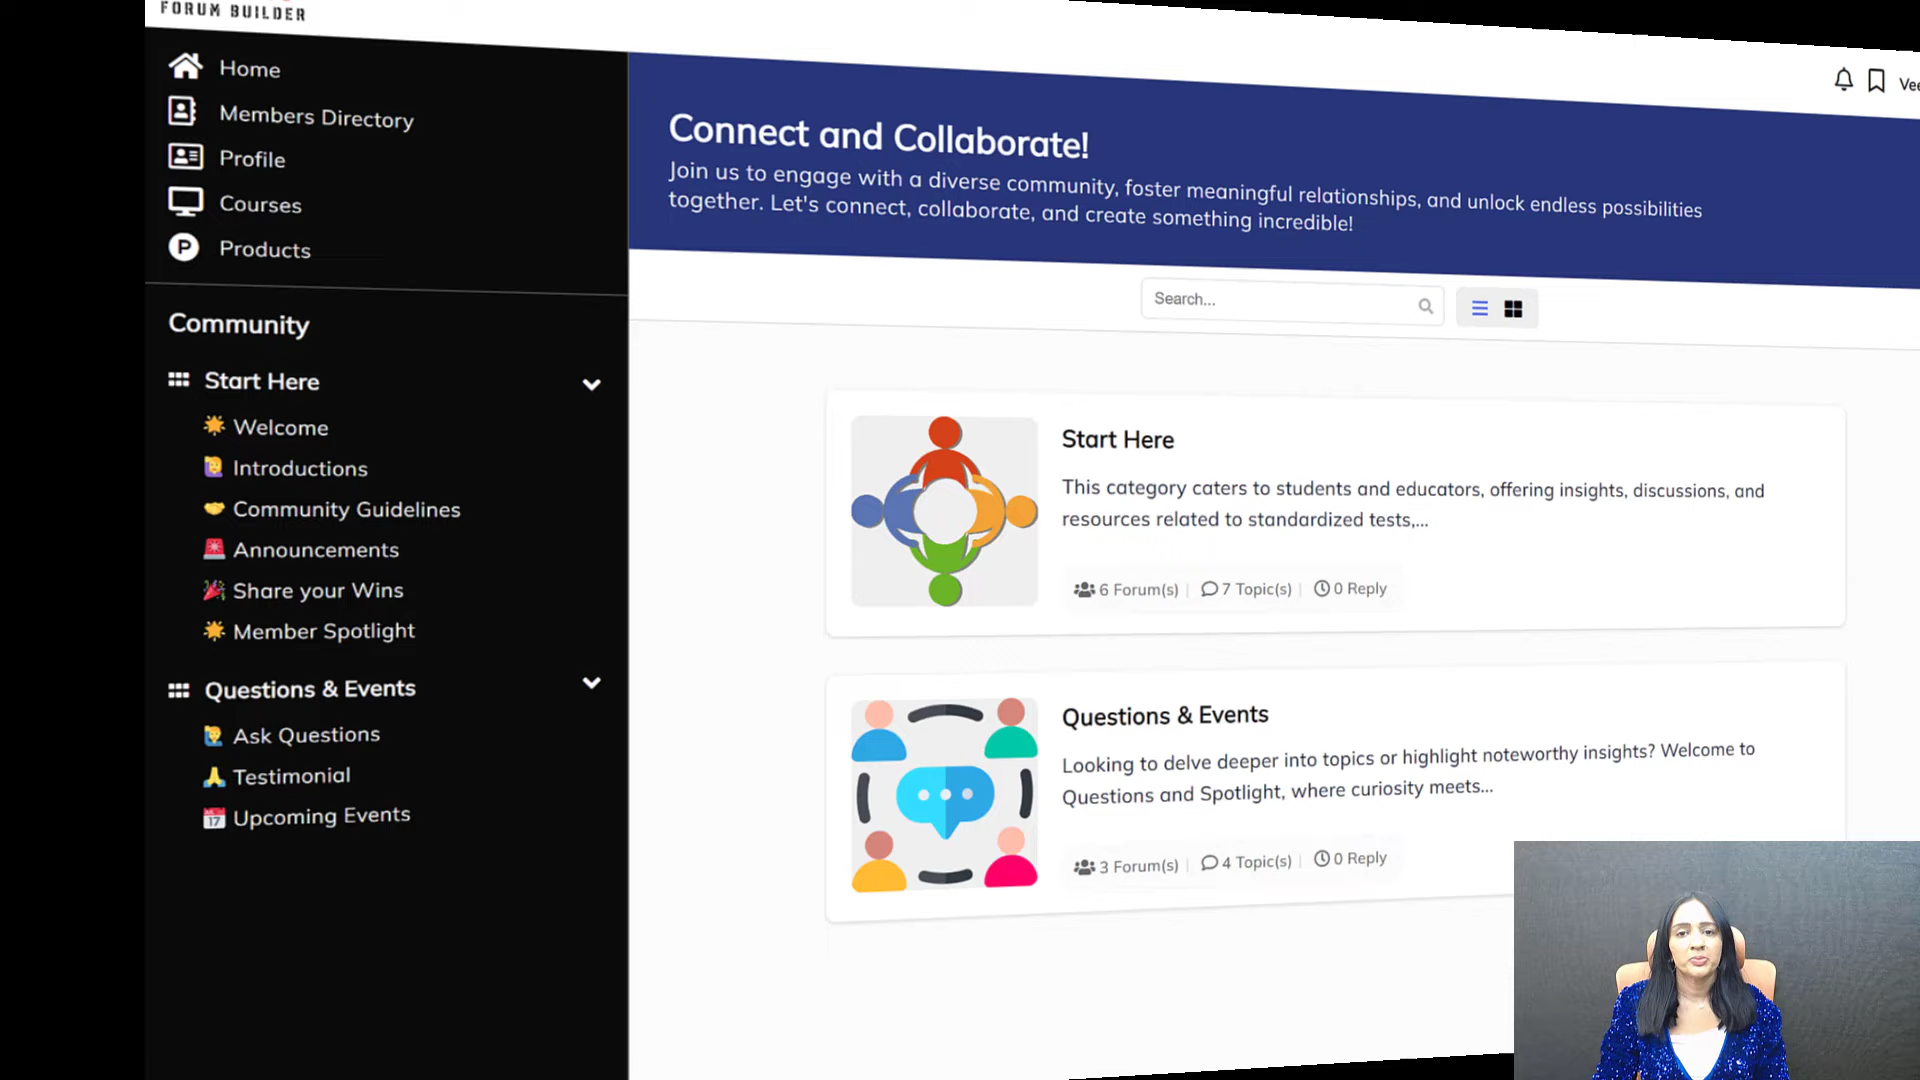 FORUM BUILDER
Home
Members Directory
Profile
Courses
Products
Community
Start Here
Welcome
Introductions
Community Guidelines
Announcements
Share your Wins
Member Spotlight
Questions & Events
Ask Questions
Testimonial
17
Upcoming Events
Connect and Collaborate!
Join us to engage with a diverse community, foster meaningful relationships, and unlock endless possibilities
together. Let's connect, collaborate, and create something incredible!
Search...
Start Here
This category caters to students and educators, offering insights, discussions, and
resources related to standardized tests,...
6 Forum(s) | 7 Topic(s) | 0 Reply
Questions & Events
Looking to delve deeper into topics or highlight noteworthy insights? Welcome to
Questions and Spotlight, where curiosity meets...
3 Forum(s) | 4 Topic(s) | 0 Reply